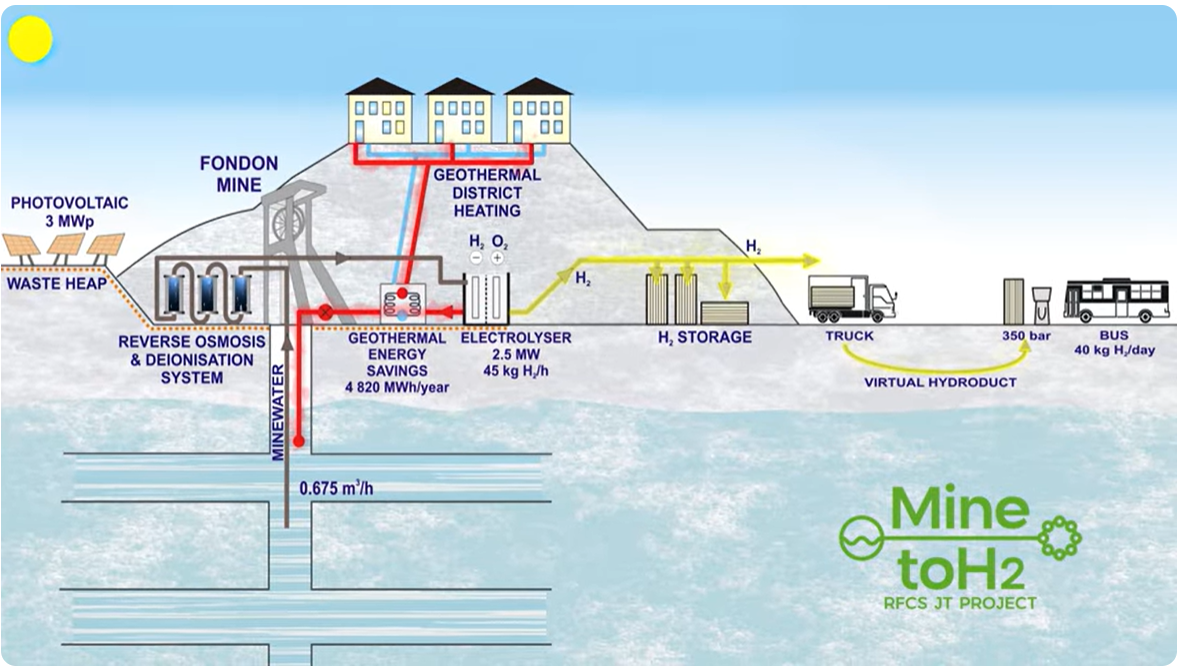 FONDON
MINE
PHOTOVOLTAIC
3 MWp
WASTE HEAP
GEOTHERMAL
DISTRICT
HEATING
H₂ O₂
− +
H₂
H₂
REVERSE OSMOSIS
& DEIONISATION
SYSTEM
GEOTHERMAL
ENERGY
SAVINGS
4 820 MWh/year
ELECTROLYSER
2.5 MW
45 kg H₂/h
H₂ STORAGE
TRUCK
350 bar
BUS
40 kg H₂/day
VIRTUAL HYDRODUCT
MINEWATER
0.675 m³/h
Mine
toH2
RFCS JT PROJECT